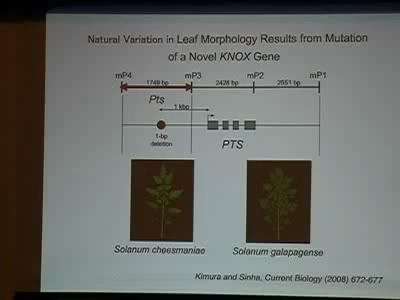 Natural Variation in Leaf Morphology Results from Mutation
of a Novel KNOX Gene
mP4 mP3 mP2 mP1
1749 bp 2428 bp 2551 bp
Pts
1 kbp
1-bp
deletion
PTS
Solanum cheesmaniae Solanum galapagense
Kimura and Sinha, Current Biology (2008) 672-677